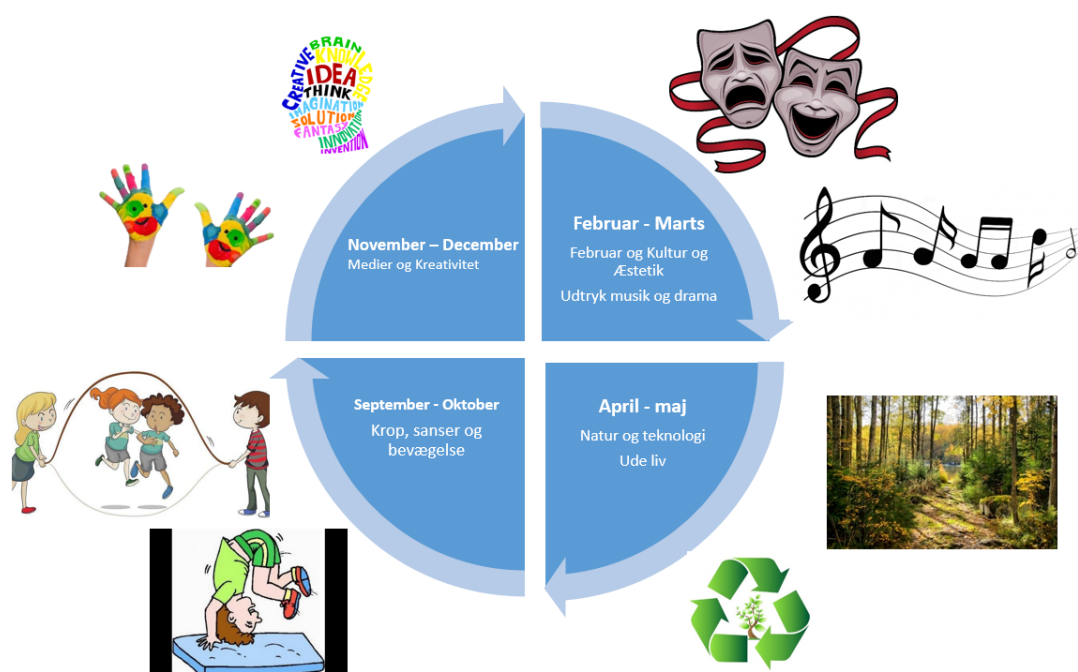 BRAIN
CREATIVE
KNOWLEDGE
IDEA
THINK
IMAGINATION
SOLUTION
FANTASY
INNOVATION
INVENTION
November – December
Medier og Kreativitet
Februar - Marts
Februar og Kultur og
Æstetik
Udtryk musik og drama
September - Oktober
Krop, sanser og
bevægelse
April - maj
Natur og teknologi
Ude liv